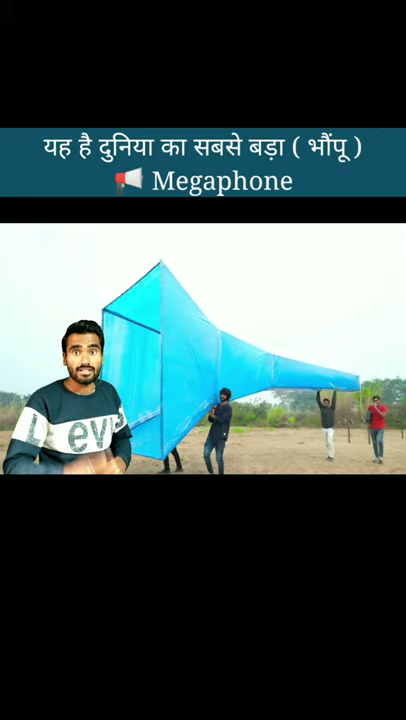 यह है दुनिया का सबसे बड़ा ( भौंपू )
📢 Megaphone
Levi's